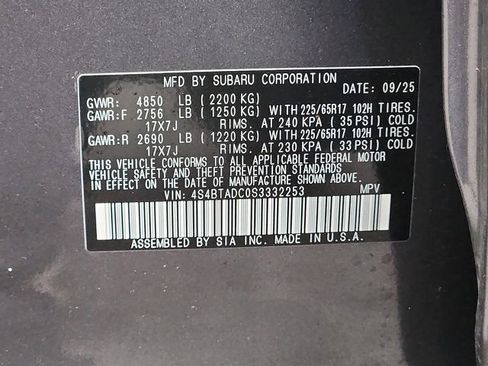 MFD BY SUBARU CORPORATION
DATE: 09/25
GVWR: 4850 LB (2200 KG)
GAWR:F 2756 LB (1250 KG) WITH 225/65R17 102H TIRES.
17X7J RIMS. AT 240 KPA (35 PSI) COLD
GAWR:R 2690 LB (1220 KG) WITH 225/65R17 102H TIRES.
17X7J RIMS. AT 230 KPA (33 PSI) COLD
THIS VEHICLE CONFORMS TO ALL APPLICABLE FEDERAL MOTOR
VEHICLE SAFETY AND THEFT PREVENTION STANDARDS
IN EFFECT ON THE DATE OF MANUFACTURE SHOWN ABOVE.
VIN: 4S4BTADC0S3332253 MPV
ASSEMBLED BY SIA INC. MADE IN U.S.A.